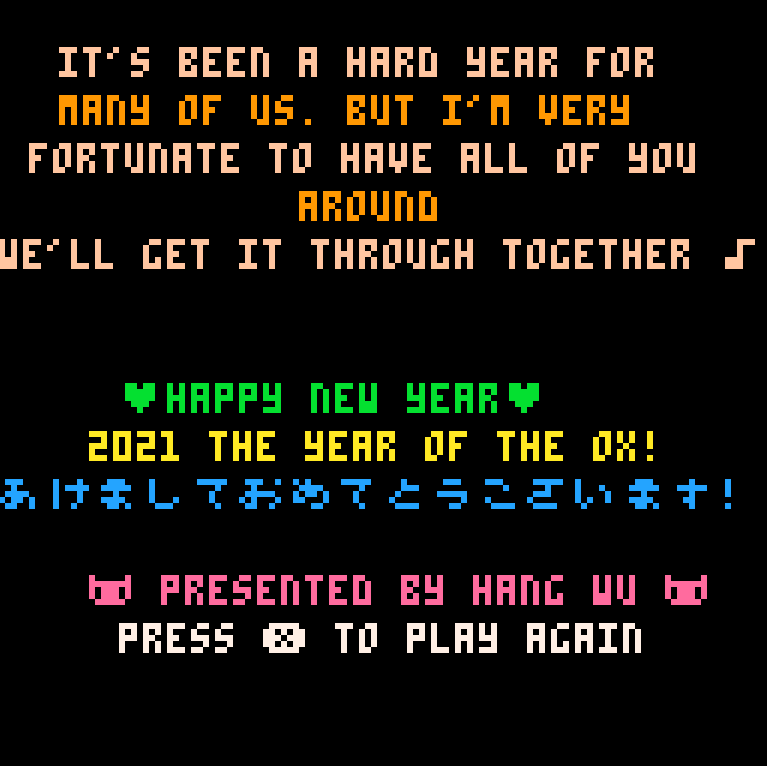 IT'S BEEN A HARD YEAR FOR
MANY OF US. BUT I'M VERY
FORTUNATE TO HAVE ALL OF YOU
AROUND
WE'LL GET IT THROUGH TOGETHER ♪
♥HAPPY NEW YEAR♥
2021 THE YEAR OF THE OX!
あけましておめでとうございます!
PRESENTED BY HANG WU
PRESS ❎ TO PLAY AGAIN